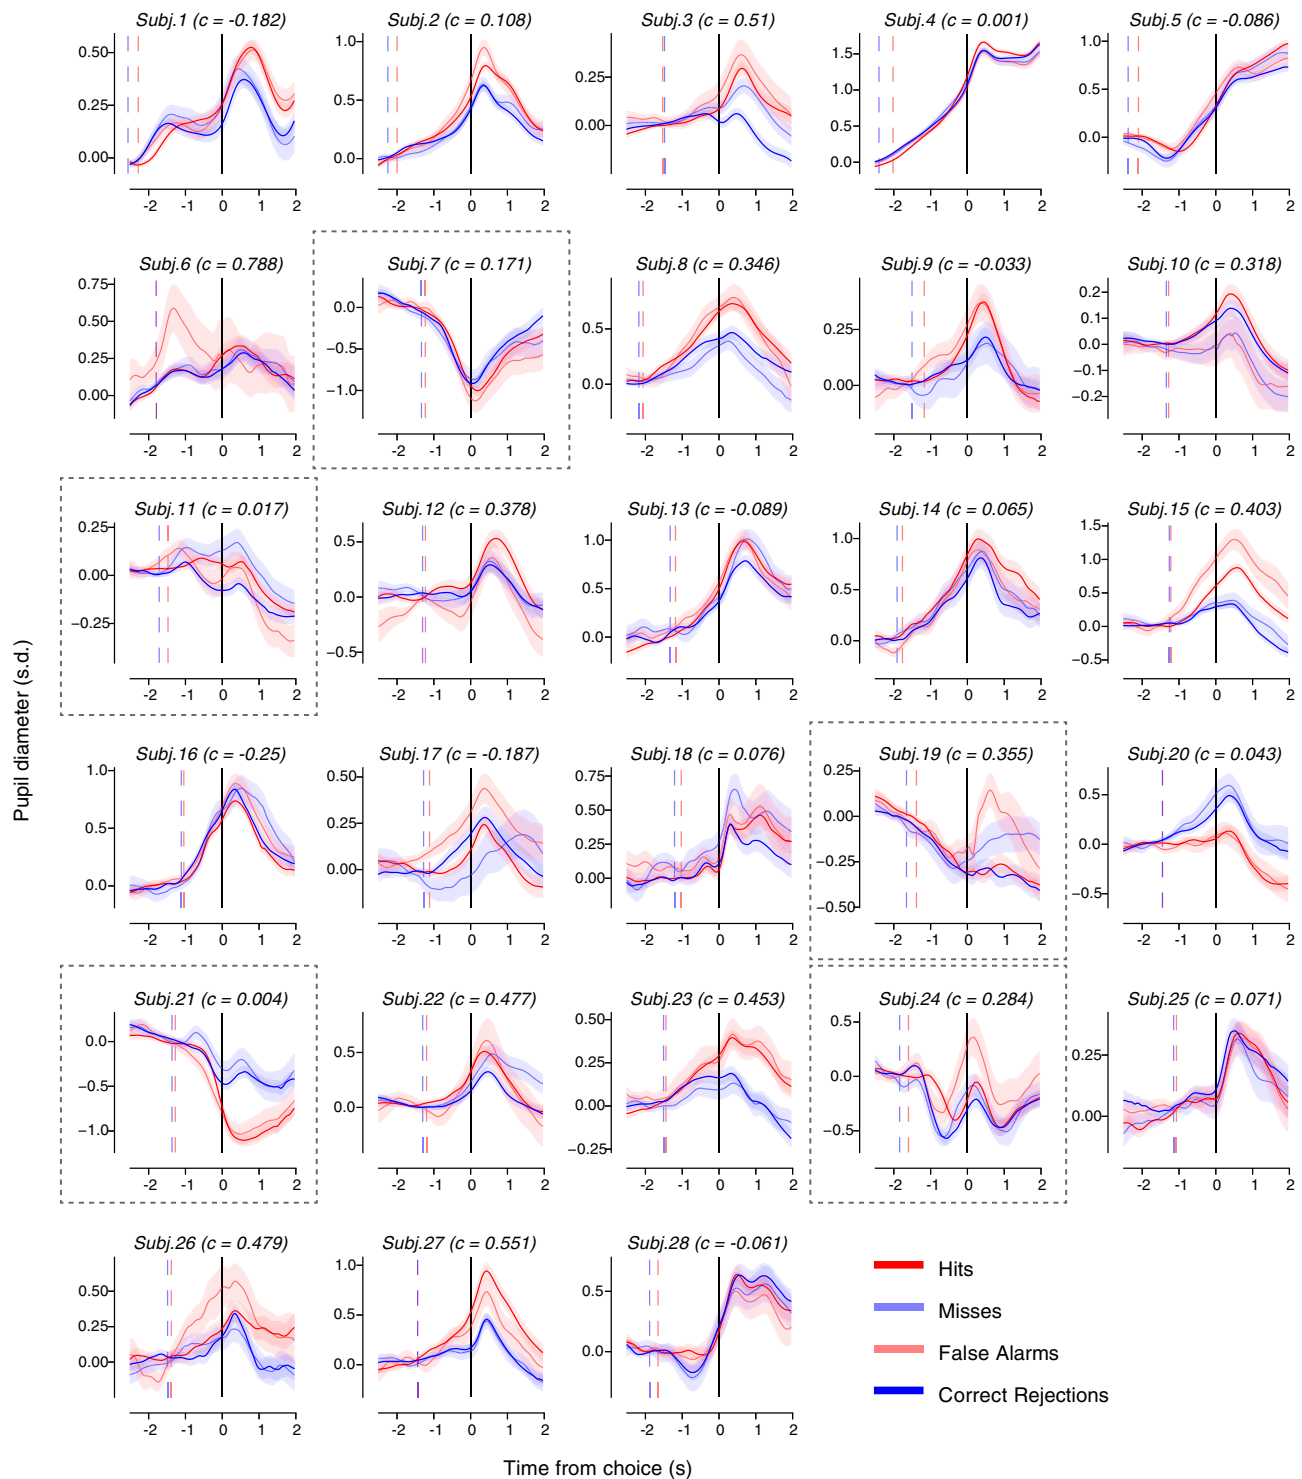 Subj.1 (c = -0.182)
Subj.2 (c = 0.108)
Subj.3 (c = 0.51)
Subj.4 (c = 0.001)
Subj.5 (c = -0.086)
0.50
0.25
0.00
1.0
0.5
0.0
0.25
0.00
1.5
1.0
0.5
0.0
1.0
0.5
0.0
-2 -1 0 1 2
-2 -1 0 1 2
-2 -1 0 1 2
-2 -1 0 1 2
-2 -1 0 1 2
Subj.6 (c = 0.788)
Subj.7 (c = 0.171)
Subj.8 (c = 0.346)
Subj.9 (c = -0.033)
Subj.10 (c = 0.318)
0.75
0.50
0.25
0.00
0.0
−0.5
−1.0
0.5
0.0
0.50
0.25
0.00
0.2
0.1
0.0
−0.1
−0.2
-2 -1 0 1 2
-2 -1 0 1 2
-2 -1 0 1 2
-2 -1 0 1 2
-2 -1 0 1 2
Subj.11 (c = 0.017)
Subj.12 (c = 0.378)
Subj.13 (c = -0.089)
Subj.14 (c = 0.065)
Subj.15 (c = 0.403)
0.25
0.00
−0.25
0.5
0.0
−0.5
1.0
0.5
0.0
1.0
0.5
0.0
1.5
1.0
0.5
0.0
−0.5
-2 -1 0 1 2
-2 -1 0 1 2
-2 -1 0 1 2
-2 -1 0 1 2
-2 -1 0 1 2
Pupil diameter (s.d.)
Subj.16 (c = -0.25)
Subj.17 (c = -0.187)
Subj.18 (c = 0.076)
Subj.19 (c = 0.355)
Subj.20 (c = 0.043)
1.0
0.5
0.0
0.50
0.25
0.00
0.75
0.50
0.25
0.00
0.25
0.00
−0.25
−0.50
0.5
0.0
−0.5
-2 -1 0 1 2
-2 -1 0 1 2
-2 -1 0 1 2
-2 -1 0 1 2
-2 -1 0 1 2
Subj.21 (c = 0.004)
Subj.22 (c = 0.477)
Subj.23 (c = 0.453)
Subj.24 (c = 0.284)
Subj.25 (c = 0.071)
0.0
−0.5
−1.0
0.5
0.0
0.50
0.25
0.00
−0.25
0.5
0.0
−0.5
0.25
0.00
-2 -1 0 1 2
-2 -1 0 1 2
-2 -1 0 1 2
-2 -1 0 1 2
-2 -1 0 1 2
Subj.26 (c = 0.479)
Subj.27 (c = 0.551)
Subj.28 (c = -0.061)
0.50
0.25
0.00
1.0
0.5
0.0
0.5
0.0
-2 -1 0 1 2
-2 -1 0 1 2
-2 -1 0 1 2
Hits
Misses
False Alarms
Correct Rejections
Time from choice (s)